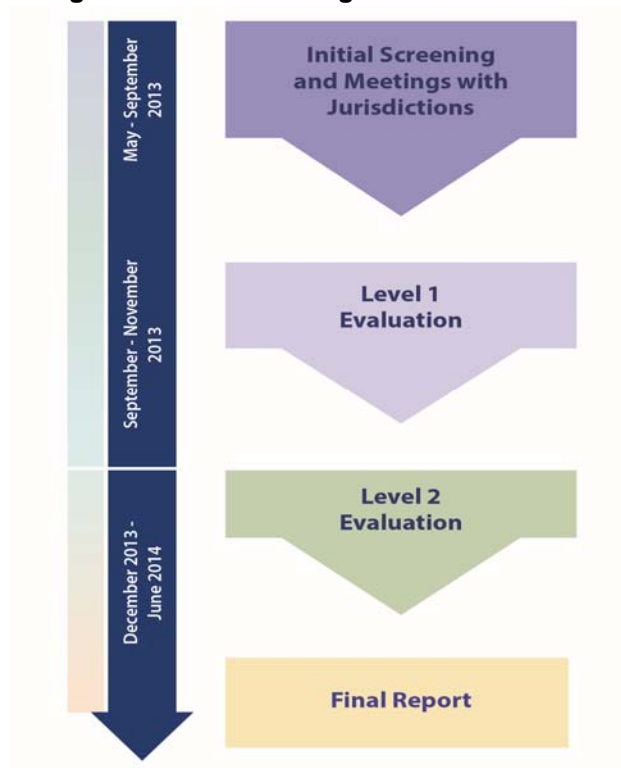 May - September
2013
Initial Screening
and Meetings with
Jurisdictions
September - November
2013
Level 1
Evaluation
December 2013 -
June 2014
Level 2
Evaluation
Final Report